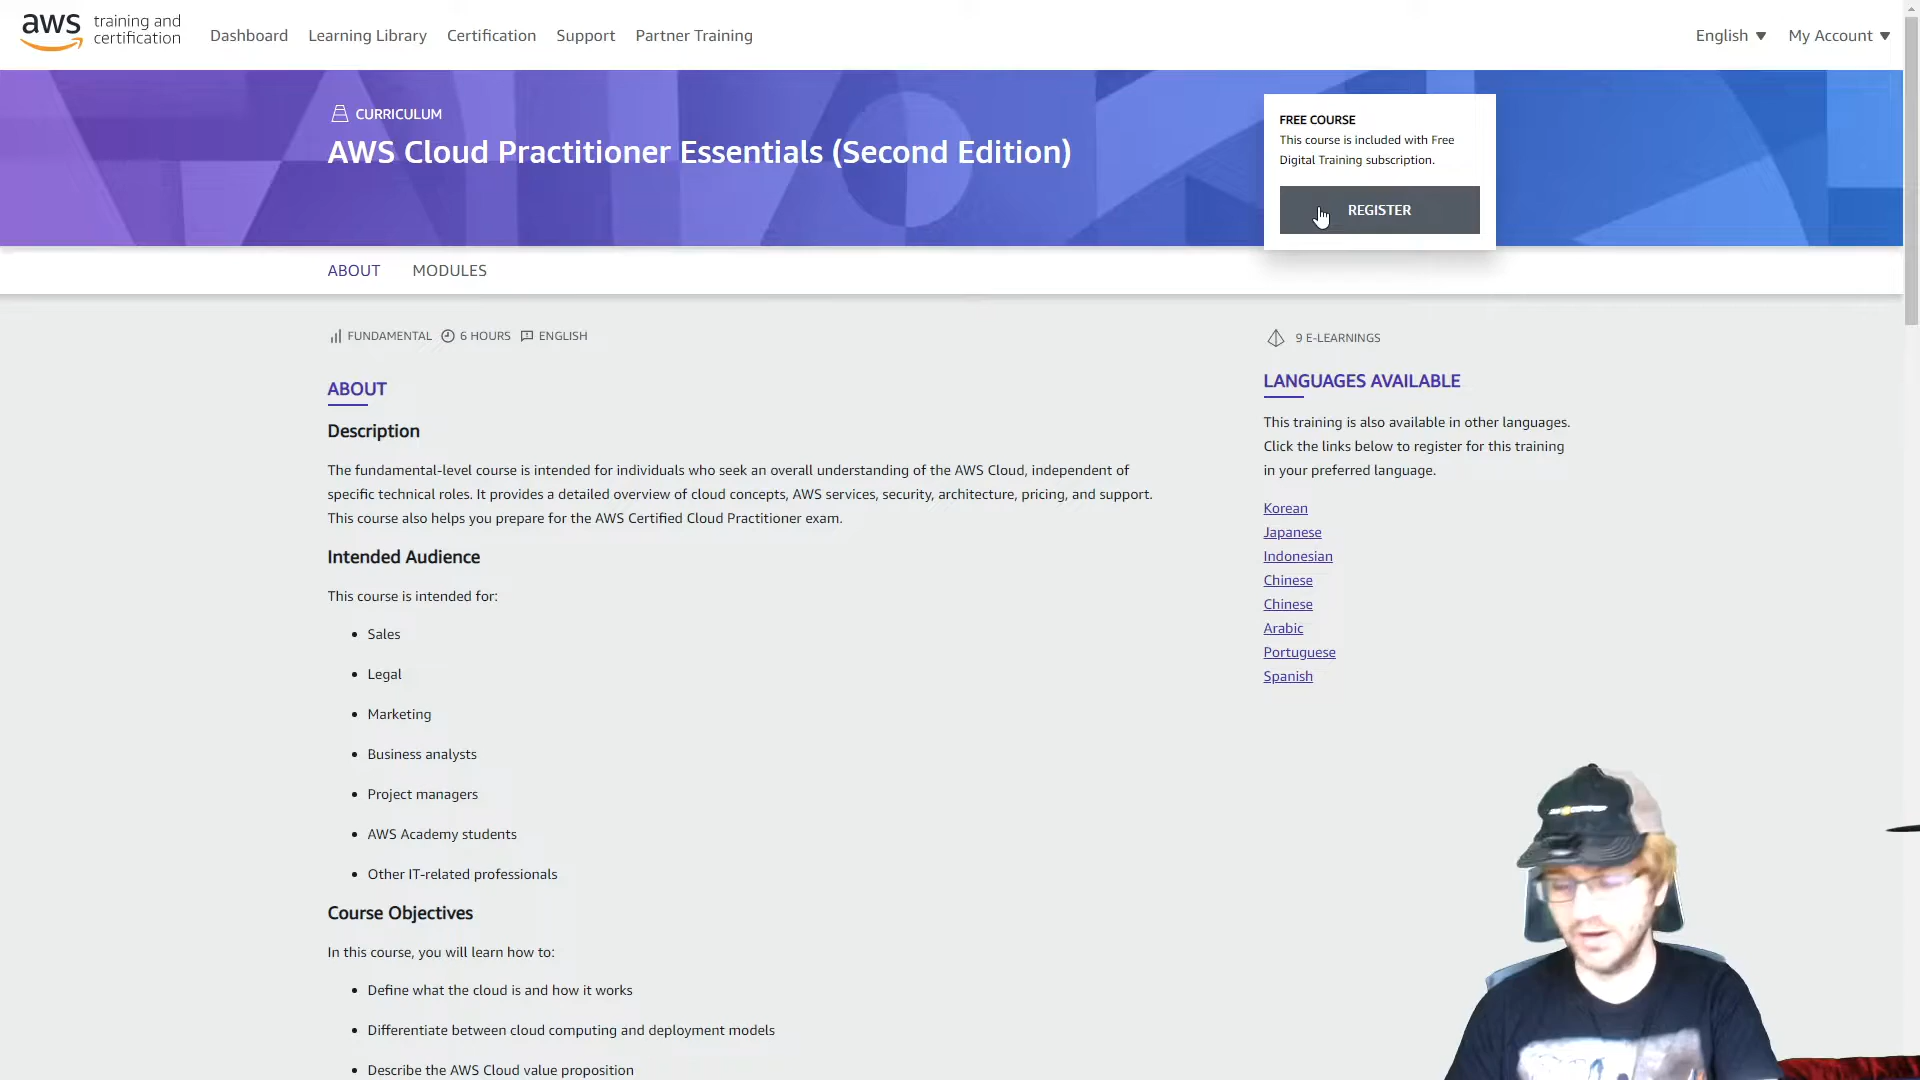 aws training and certification
Dashboard
Learning Library
Certification
Support
Partner Training
English
My Account
CURRICULUM
AWS Cloud Practitioner Essentials (Second Edition)
FREE COURSE
This course is included with Free
Digital Training subscription.
REGISTER
ABOUT
MODULES
FUNDAMENTAL
6 HOURS
ENGLISH
ABOUT
Description
The fundamental-level course is intended for individuals who seek an overall understanding of the AWS Cloud, independent of
specific technical roles. It provides a detailed overview of cloud concepts, AWS services, security, architecture, pricing, and support.
This course also helps you prepare for the AWS Certified Cloud Practitioner exam.
Intended Audience
This course is intended for:
• Sales
• Legal
• Marketing
• Business analysts
• Project managers
• AWS Academy students
• Other IT-related professionals
Course Objectives
In this course, you will learn how to:
• Define what the cloud is and how it works
• Differentiate between cloud computing and deployment models
• Describe the AWS Cloud value proposition
9 E-LEARNINGS
LANGUAGES AVAILABLE
This training is also available in other languages.
Click the links below to register for this training
in your preferred language.
Korean
Japanese
Indonesian
Chinese
Chinese
Arabic
Portuguese
Spanish